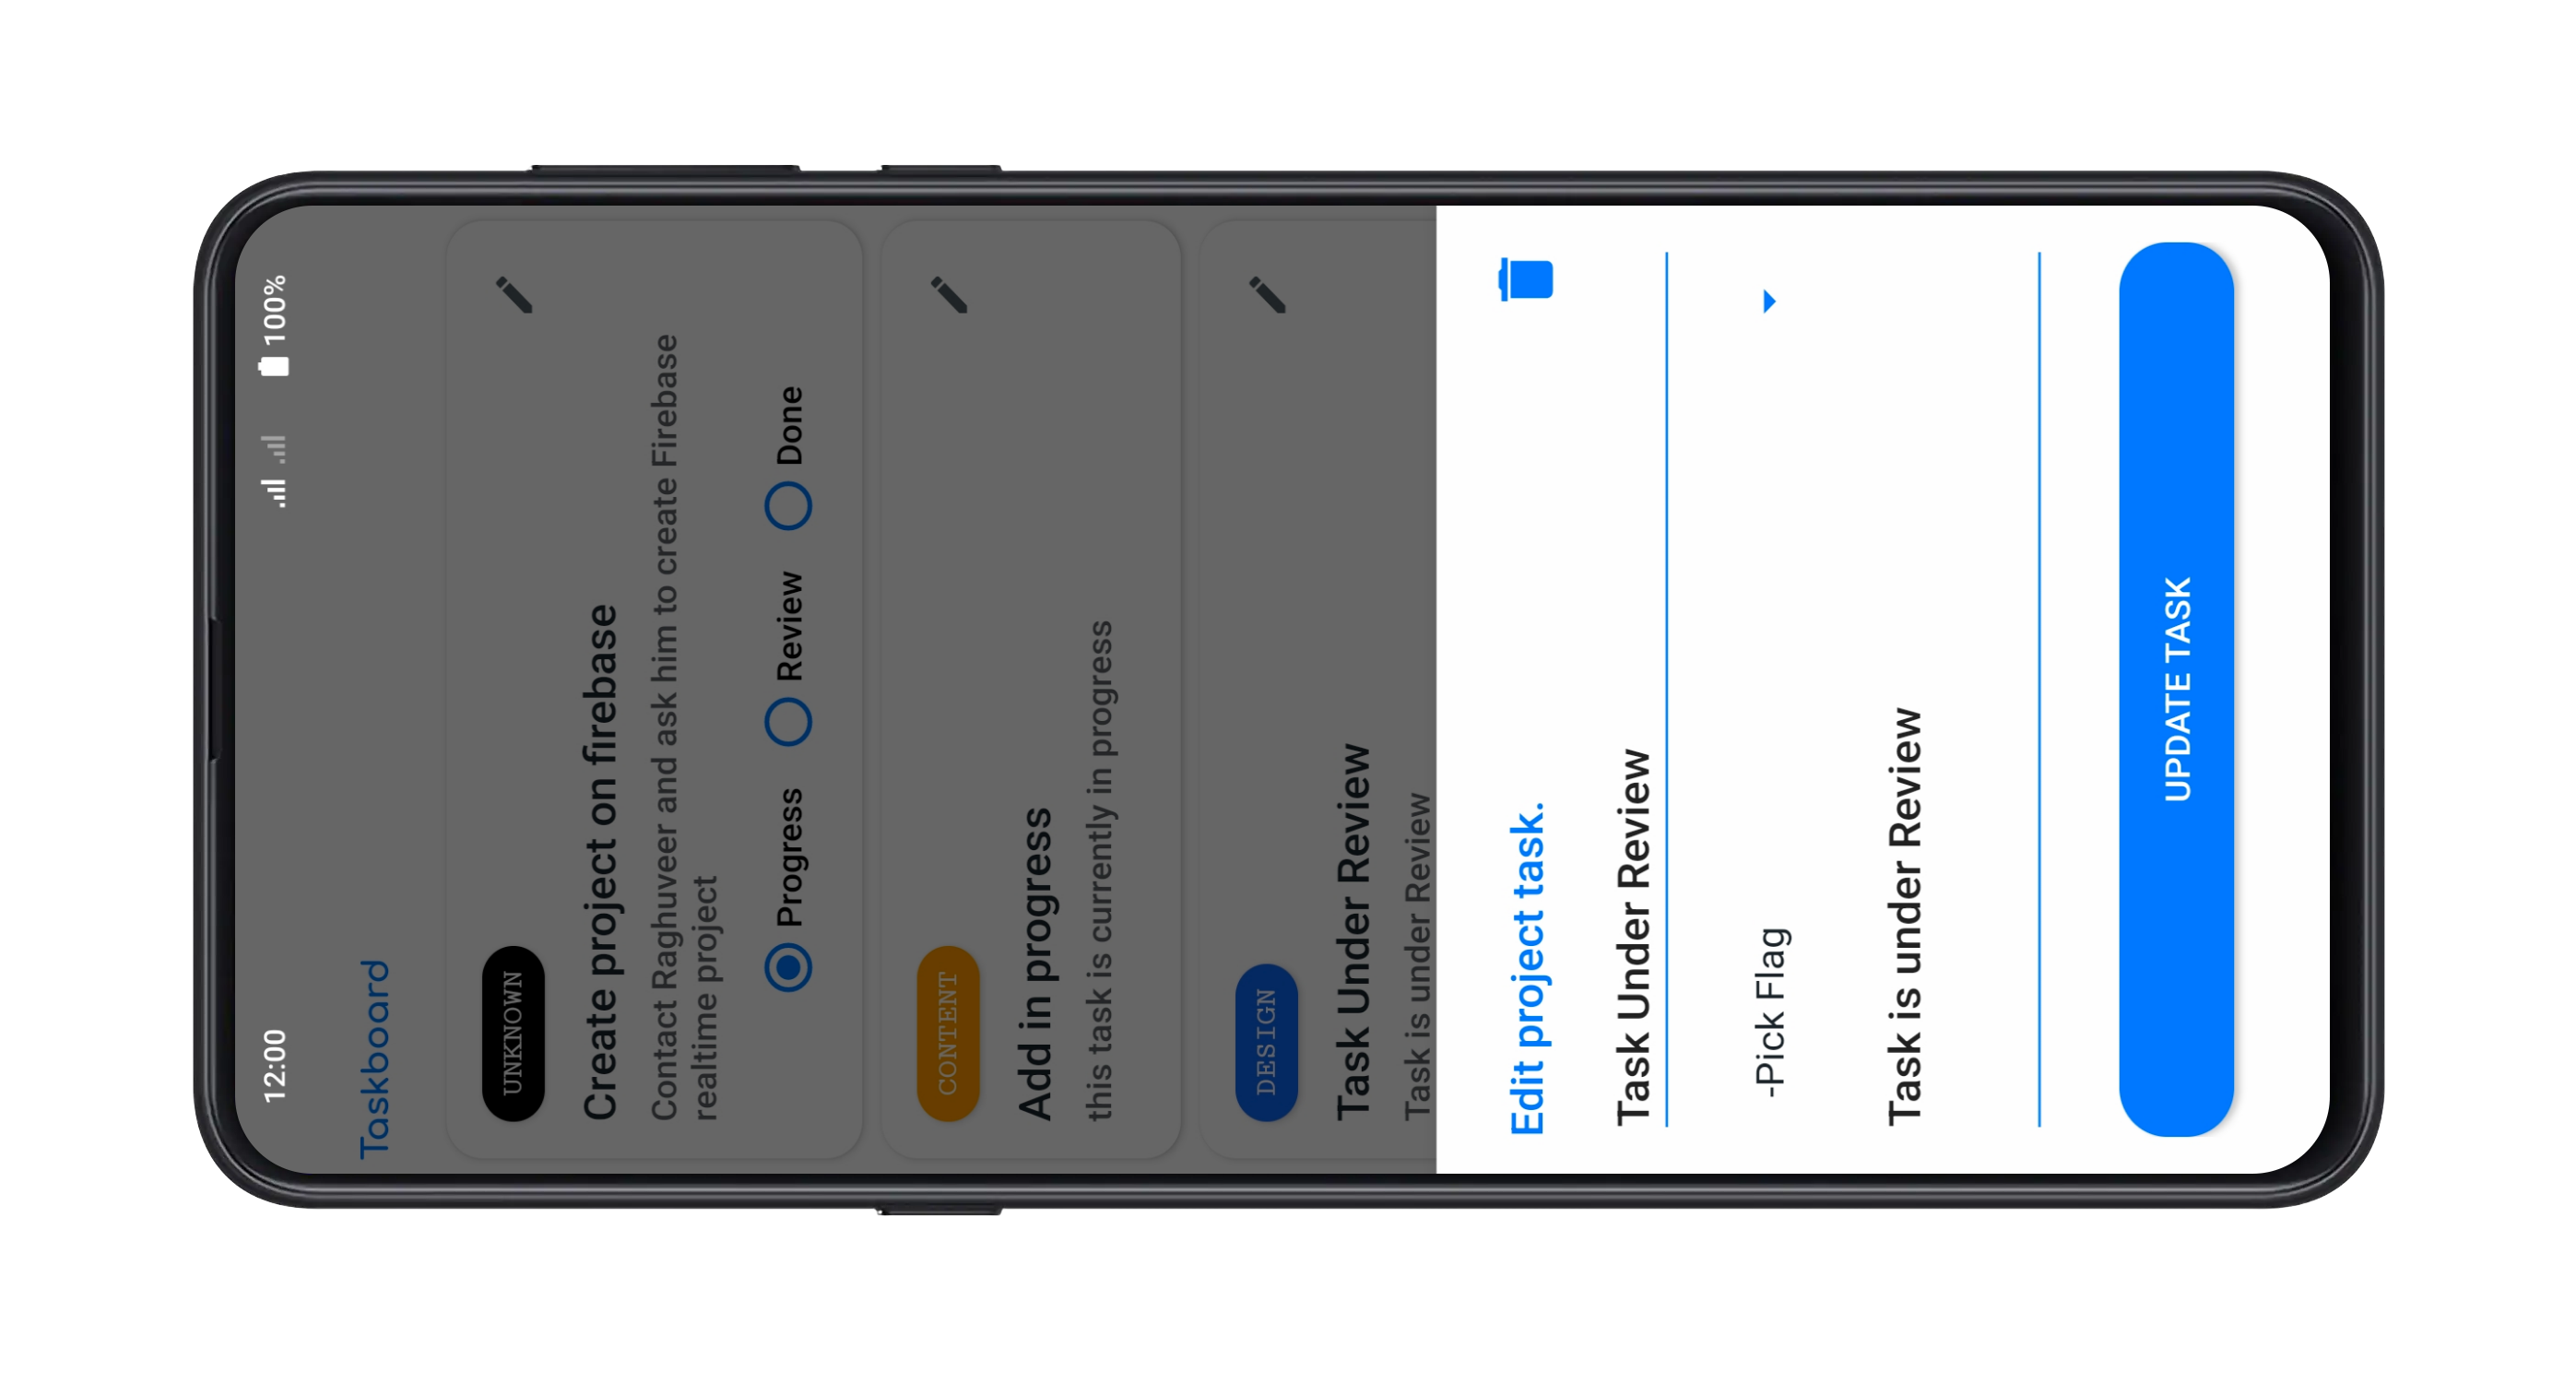 12:00 100%
Taskboard
UNKNOWN
Create project on firebase
Contact Raghuveer and ask him to create Firebase
realtime project
Progress Review Done
CONTENT
Add in progress
this task is currently in progress
DESIGN
Task Under Review
Task is under Review
Edit project task.
Task Under Review
-Pick Flag
Task is under Review
UPDATE TASK